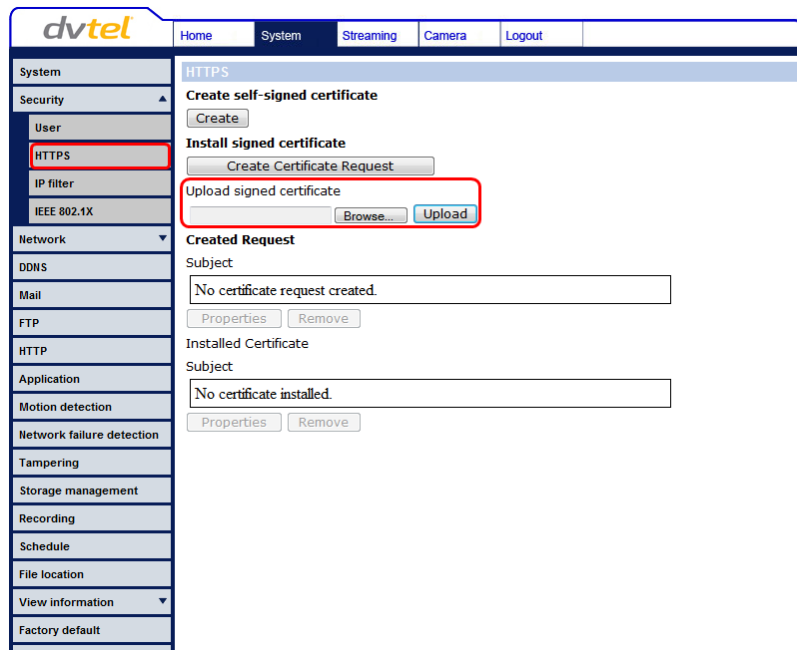 dvtel
Home System Streaming Camera Logout
System
Security
User
HTTPS
IP filter
IEEE 802.1X
Network
DDNS
Mail
FTP
HTTP
Application
Motion detection
Network failure detection
Tampering
Storage management
Recording
Schedule
File location
View information
Factory default
HTTPS
Create self-signed certificate
Create
Install signed certificate
Create Certificate Request
Upload signed certificate
Browse... Upload
Created Request
Subject
No certificate request created.
Properties Remove
Installed Certificate
Subject
No certificate installed.
Properties Remove